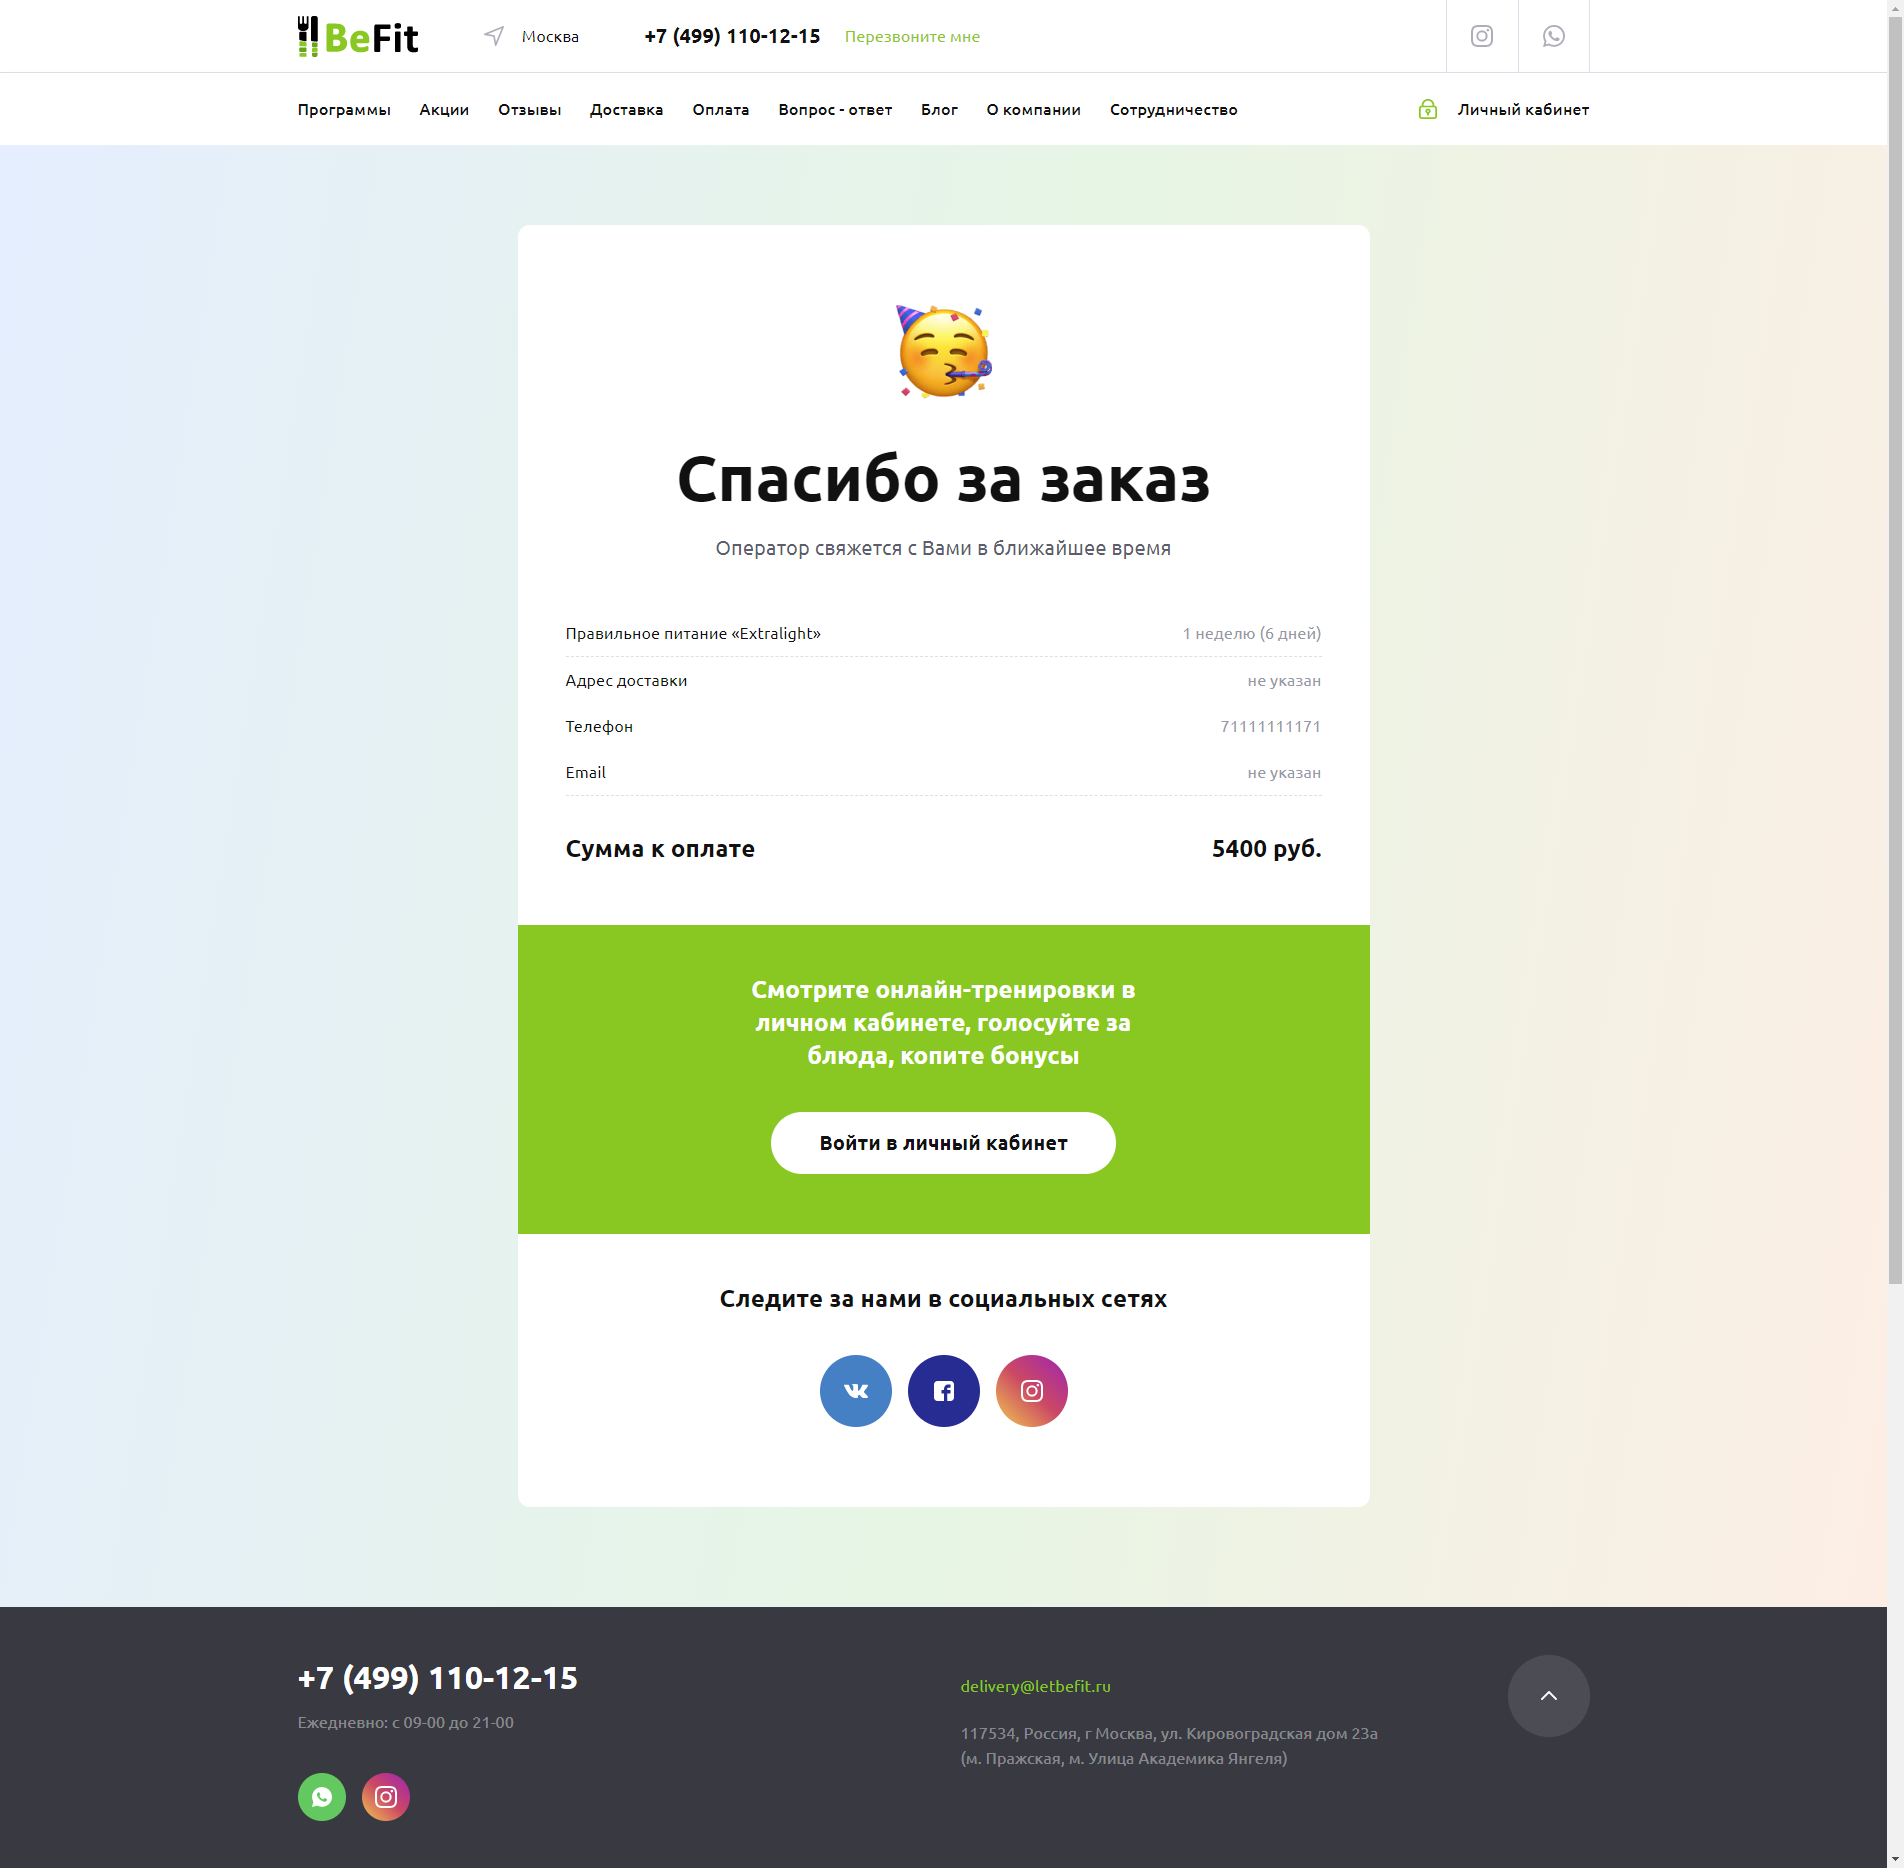 BeFit
Москва
+7 (499) 110-12-15
Перезвоните мне
Программы Акции Отзывы Доставка Оплата Вопрос - ответ Блог О компании Сотрудничество Личный кабинет
Спасибо за заказ
Оператор свяжется с Вами в ближайшее время
Правильное питание «Extralight» 1 неделю (6 дней)
Адрес доставки не указан
Телефон 71111111171
Email не указан
Сумма к оплате 5400 руб.
Смотрите онлайн-тренировки в
личном кабинете, голосуйте за
блюда, копите бонусы
Войти в личный кабинет
Следите за нами в социальных сетях
+7 (499) 110-12-15
Ежедневно: с 09-00 до 21-00
delivery@letbefit.ru
117534, Россия, г Москва, ул. Кировоградская дом 23а
(м. Пражская, м. Улица Академика Янгеля)